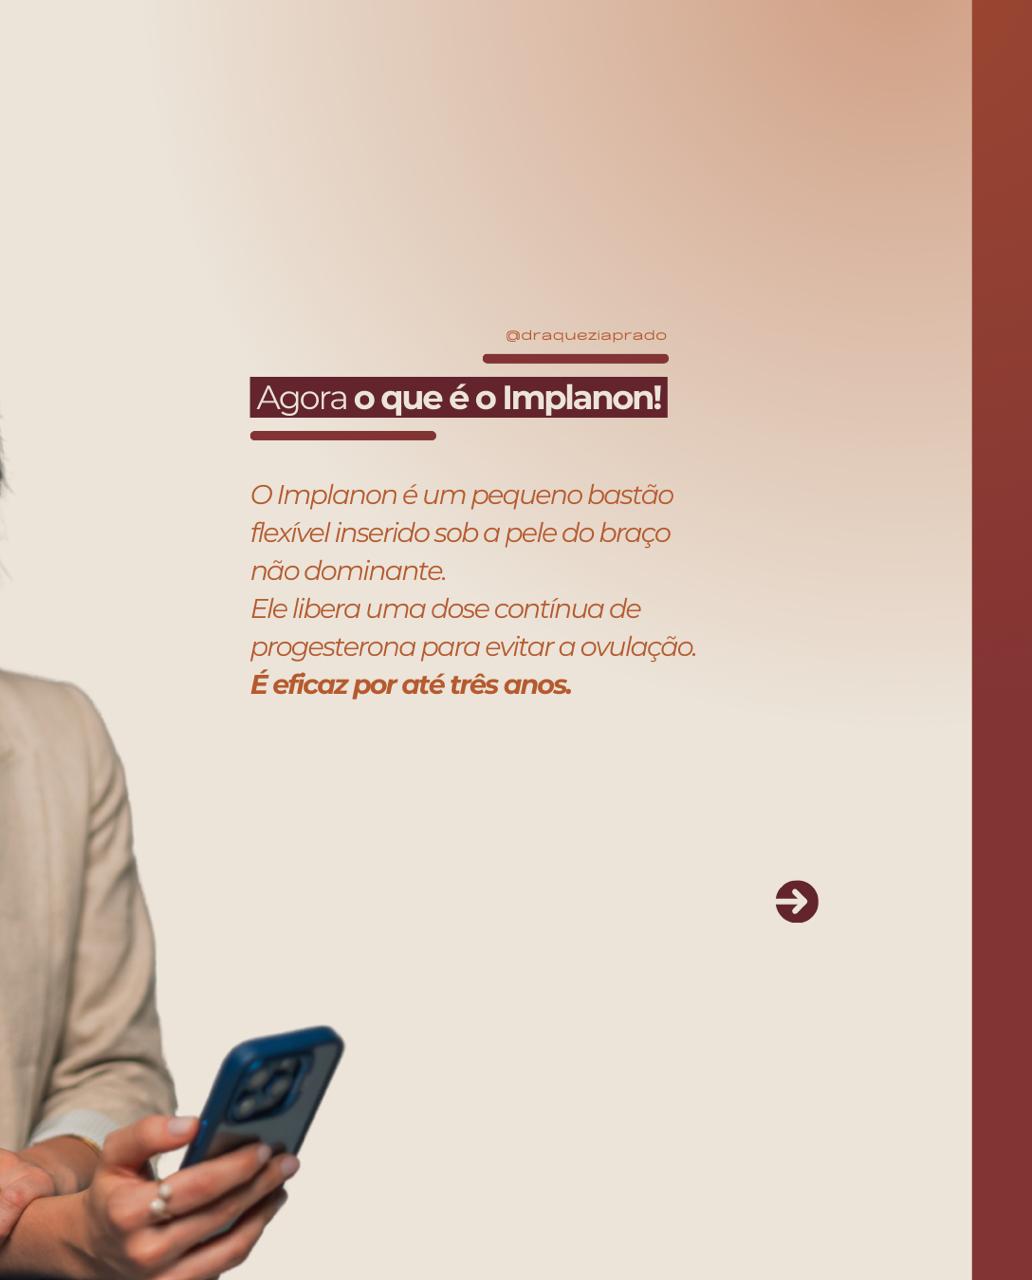 @draqueziaprado
Agora o que é o Implanon!
O Implanon é um pequeno bastão
flexível inserido sob a pele do braço
não dominante.
Ele libera uma dose contínua de
progesterona para evitar a ovulação.
É eficaz por até três anos.